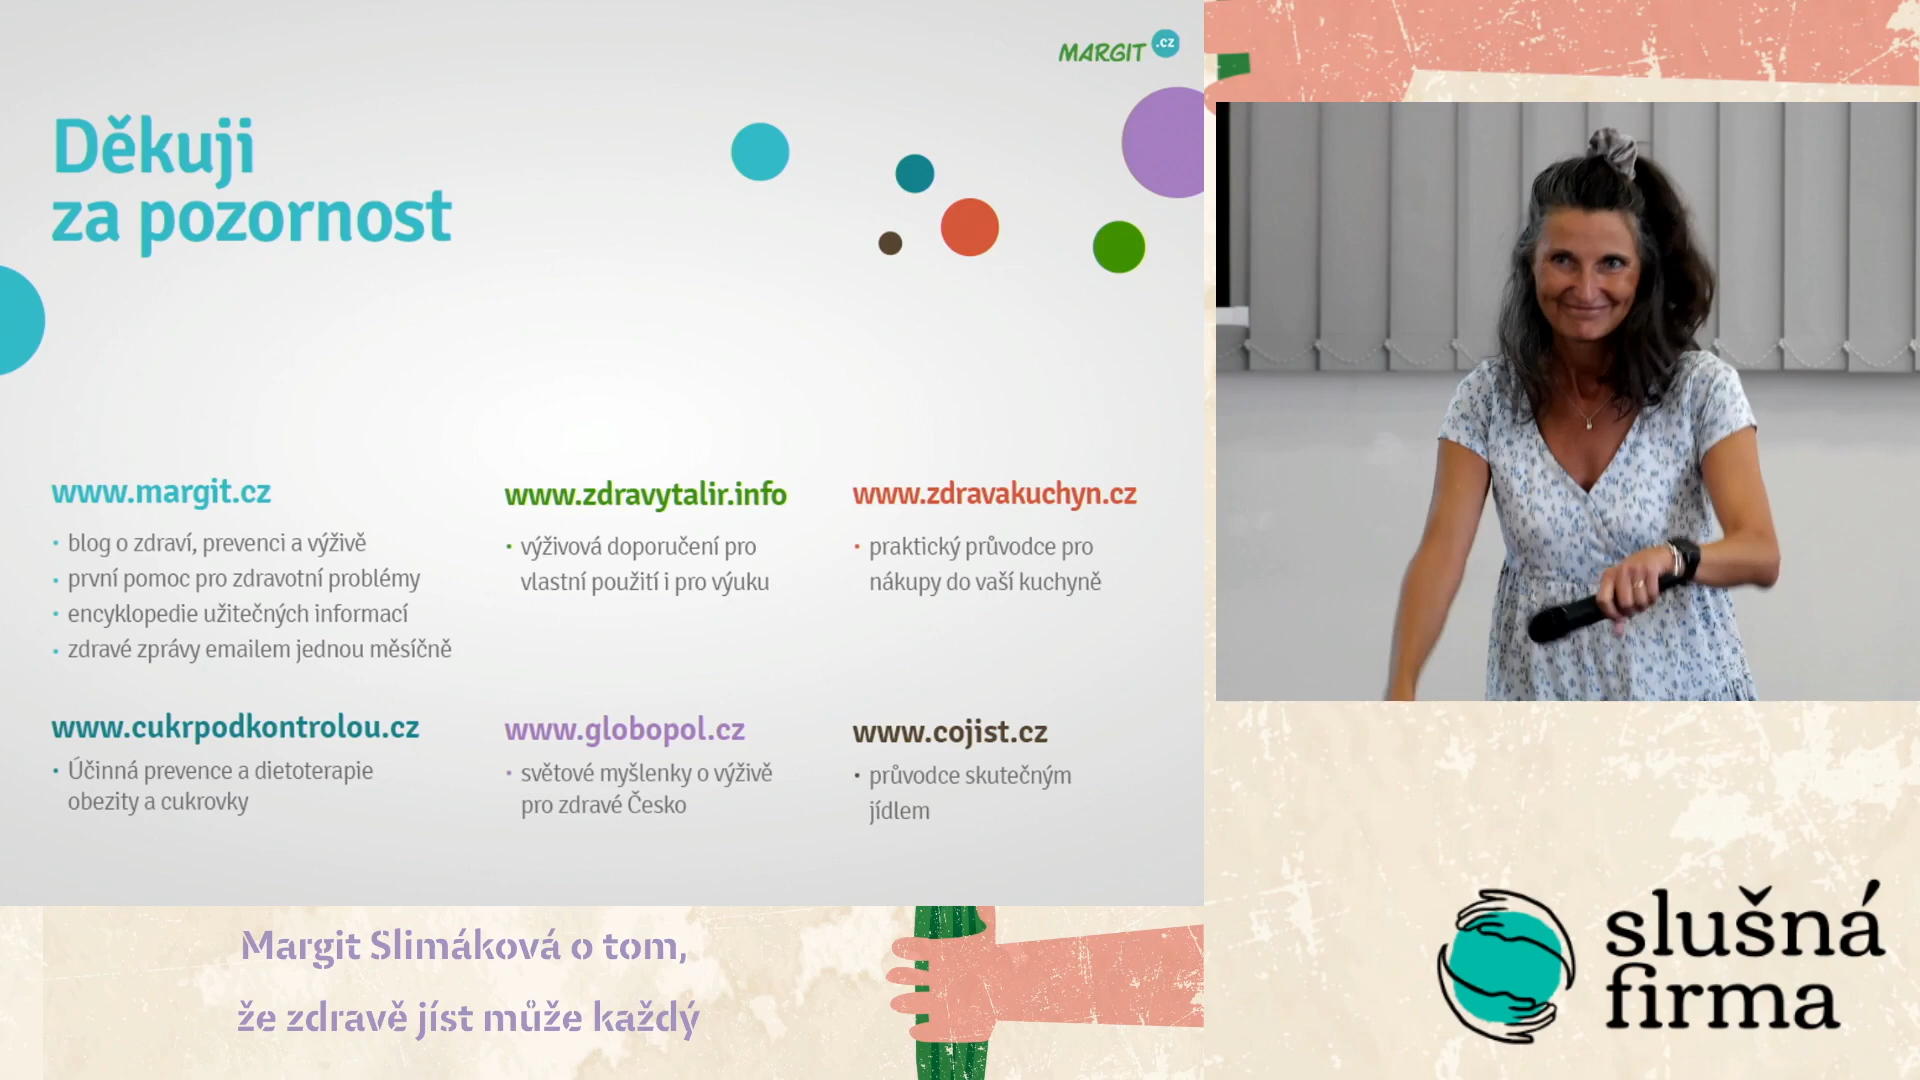 MARGIT .cz
Děkuji
za pozornost
www.margit.cz
• blog o zdraví, prevenci a výživě
• první pomoc pro zdravotní problémy
• encyklopedie užitečných informací
• zdravé zprávy emailem jednou měsíčně
www.zdravytalir.info
• výživová doporučení pro
vlastní použití i pro výuku
www.zdravakuchyn.cz
• praktický průvodce pro
nákupy do vaší kuchyně
www.cukrpodkontrolou.cz
• Účinná prevence a dietoterapie
obezity a cukrovky
www.globopol.cz
• světové myšlenky o výživě
pro zdravé Česko
www.cojist.cz
• průvodce skutečným
jídlem
Margit Slimáková o tom,
že zdravě jíst může každý
slušná
firma